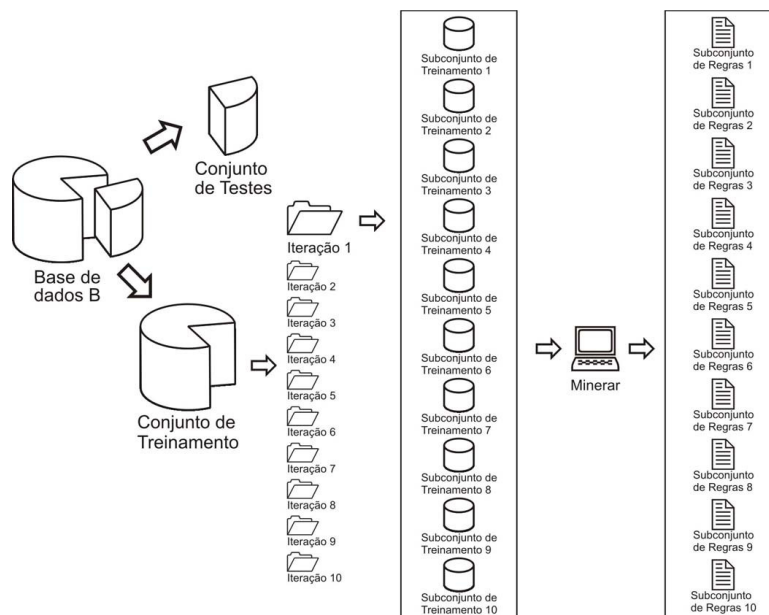 Base de
dados B
Conjunto
de Testes
Conjunto de
Treinamento
Iteração 1
Iteração 2
Iteração 3
Iteração 4
Iteração 5
Iteração 6
Iteração 7
Iteração 8
Iteração 9
Iteração 10
Subconjunto de
Treinamento 1
Subconjunto de
Treinamento 2
Subconjunto de
Treinamento 3
Subconjunto de
Treinamento 4
Subconjunto de
Treinamento 5
Subconjunto de
Treinamento 6
Subconjunto de
Treinamento 7
Subconjunto de
Treinamento 8
Subconjunto de
Treinamento 9
Subconjunto de
Treinamento 10
Minerar
Subconjunto
de Regras 1
Subconjunto
de Regras 2
Subconjunto
de Regras 3
Subconjunto
de Regras 4
Subconjunto
de Regras 5
Subconjunto
de Regras 6
Subconjunto
de Regras 7
Subconjunto
de Regras 8
Subconjunto
de Regras 9
Subconjunto
de Regras 10